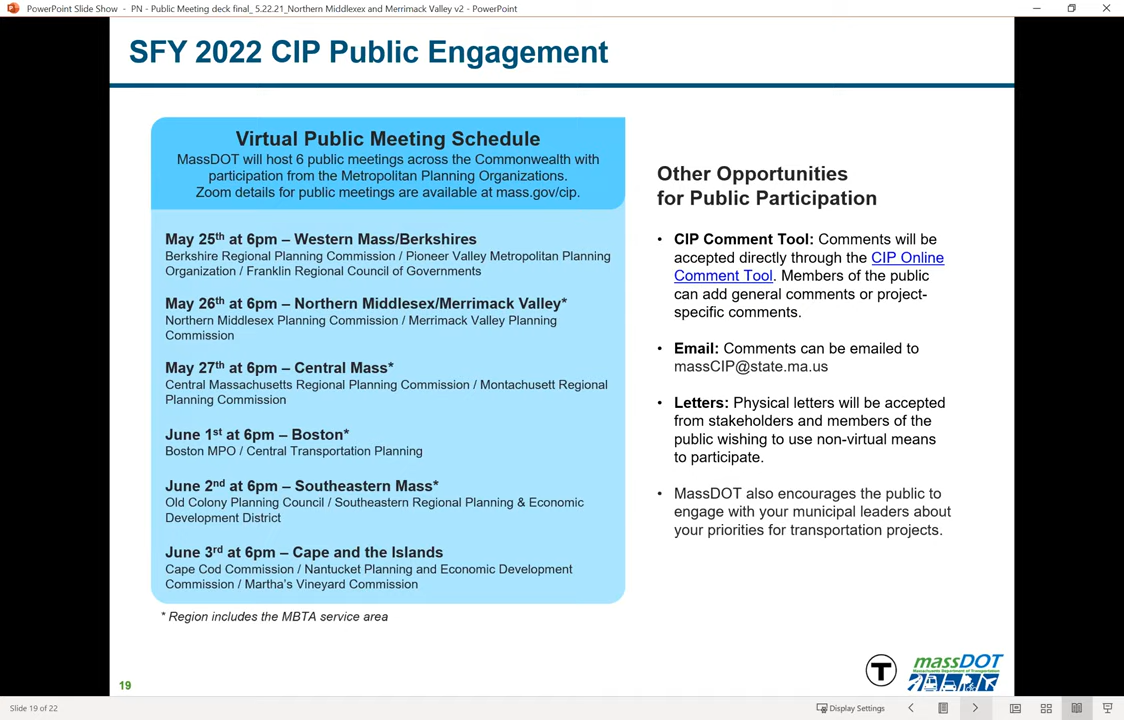 PowerPoint Slide Show - PN - Public Meeting deck final_ 5.22.21_Northern Middlexex and Merrimack Valley v2 - PowerPoint
SFY 2022 CIP Public Engagement
Virtual Public Meeting Schedule
MassDOT will host 6 public meetings across the Commonwealth with
participation from the Metropolitan Planning Organizations.
Zoom details for public meetings are available at mass.gov/cip.
May 25th at 6pm – Western Mass/Berkshires
Berkshire Regional Planning Commission / Pioneer Valley Metropolitan Planning
Organization / Franklin Regional Council of Governments
May 26th at 6pm – Northern Middlesex/Merrimack Valley*
Northern Middlesex Planning Commission / Merrimack Valley Planning
Commission
May 27th at 6pm – Central Mass*
Central Massachusetts Regional Planning Commission / Montachusett Regional
Planning Commission
June 1st at 6pm – Boston*
Boston MPO / Central Transportation Planning
June 2nd at 6pm – Southeastern Mass*
Old Colony Planning Council / Southeastern Regional Planning & Economic
Development District
June 3rd at 6pm – Cape and the Islands
Cape Cod Commission / Nantucket Planning and Economic Development
Commission / Martha's Vineyard Commission
* Region includes the MBTA service area
Other Opportunities
for Public Participation
• CIP Comment Tool: Comments will be
accepted directly through the CIP Online
Comment Tool. Members of the public
can add general comments or project-
specific comments.
• Email: Comments can be emailed to
massCIP@state.ma.us
• Letters: Physical letters will be accepted
from stakeholders and members of the
public wishing to use non-virtual means
to participate.
• MassDOT also encourages the public to
engage with your municipal leaders about
your priorities for transportation projects.
T
massDOT
Massachusetts Department of Transportation
19
Slide 19 of 22
Display Settings